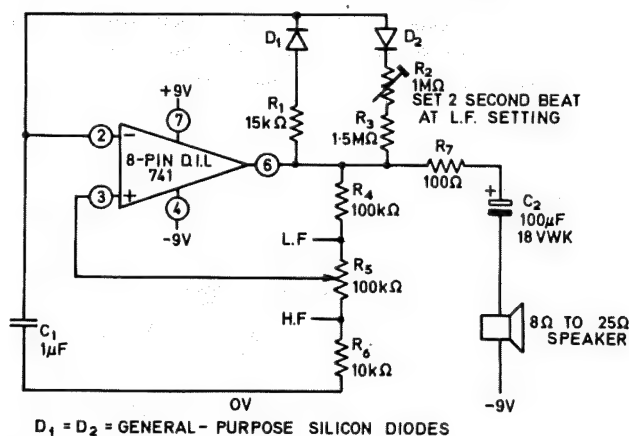 D1
D2
R2
1MΩ
SET 2 SECOND BEAT
AT L.F. SETTING
R1
15kΩ
R3
1·5MΩ
+9V
7
2
−
8-PIN D.I.L
741
6
3
+
4
-9V
R7
100Ω
R4
100kΩ
+
C2
100µF
18 VWK
L.F
R5
100kΩ
H.F
C1
1µF
R6
10kΩ
8Ω TO 25Ω
SPEAKER
0V
-9V
D1 = D2 = GENERAL-PURPOSE SILICON DIODES